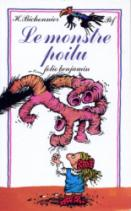 H. Bichonnier Pef
Le monstre
poilu
folio benjamin